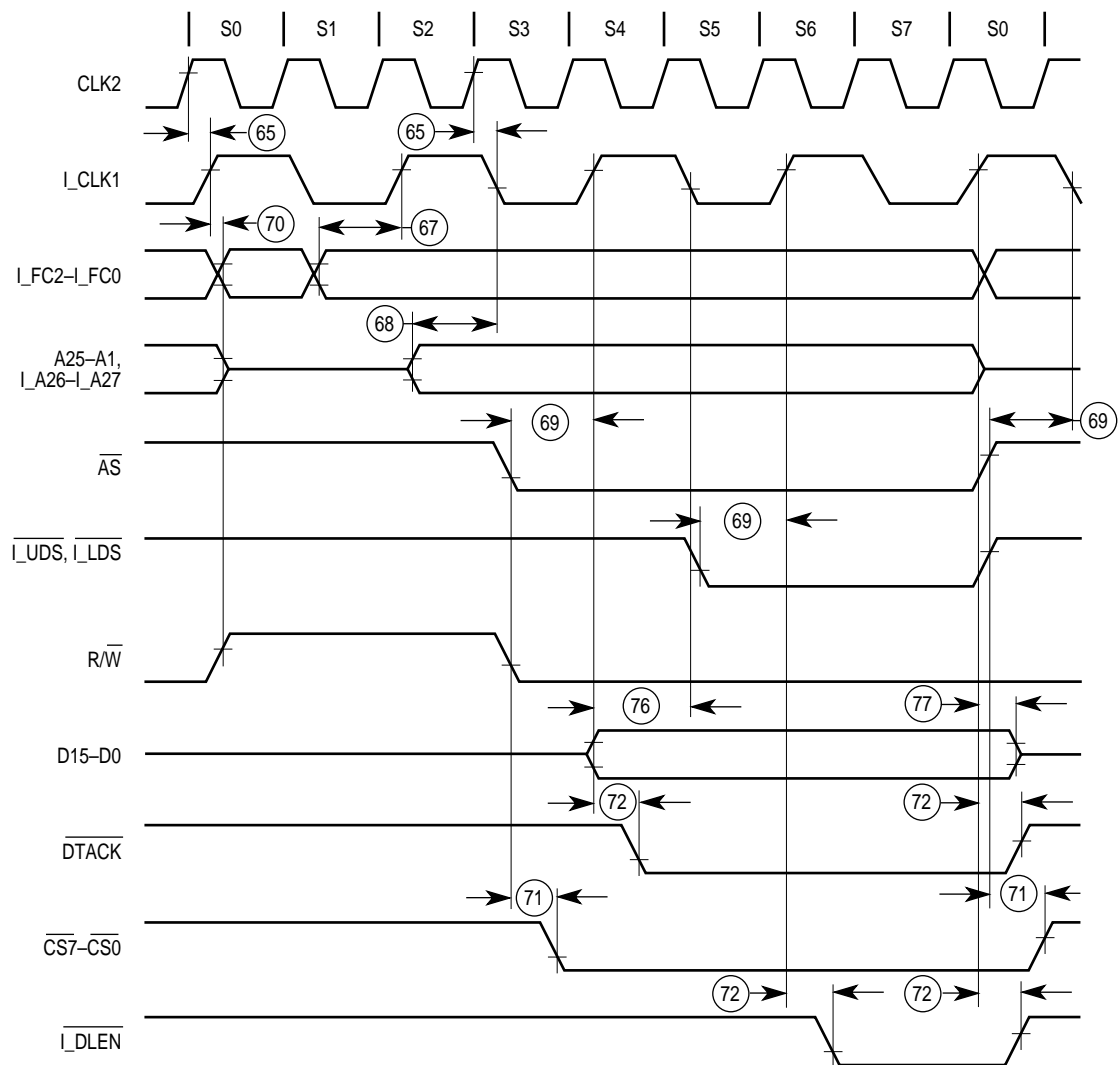 S0 S1 S2 S3 S4 S5 S6 S7 S0
CLK2
65 65
I_CLK1
70 67
I_FC2–I_FC0
68
A25–A1,
I_A26–I_A27
69 69
AS
69
I_UDS, I_LDS
R/W
76 77
D15–D0
72 72
DTACK
71 71
CS7–CS0
72 72
I_DLEN